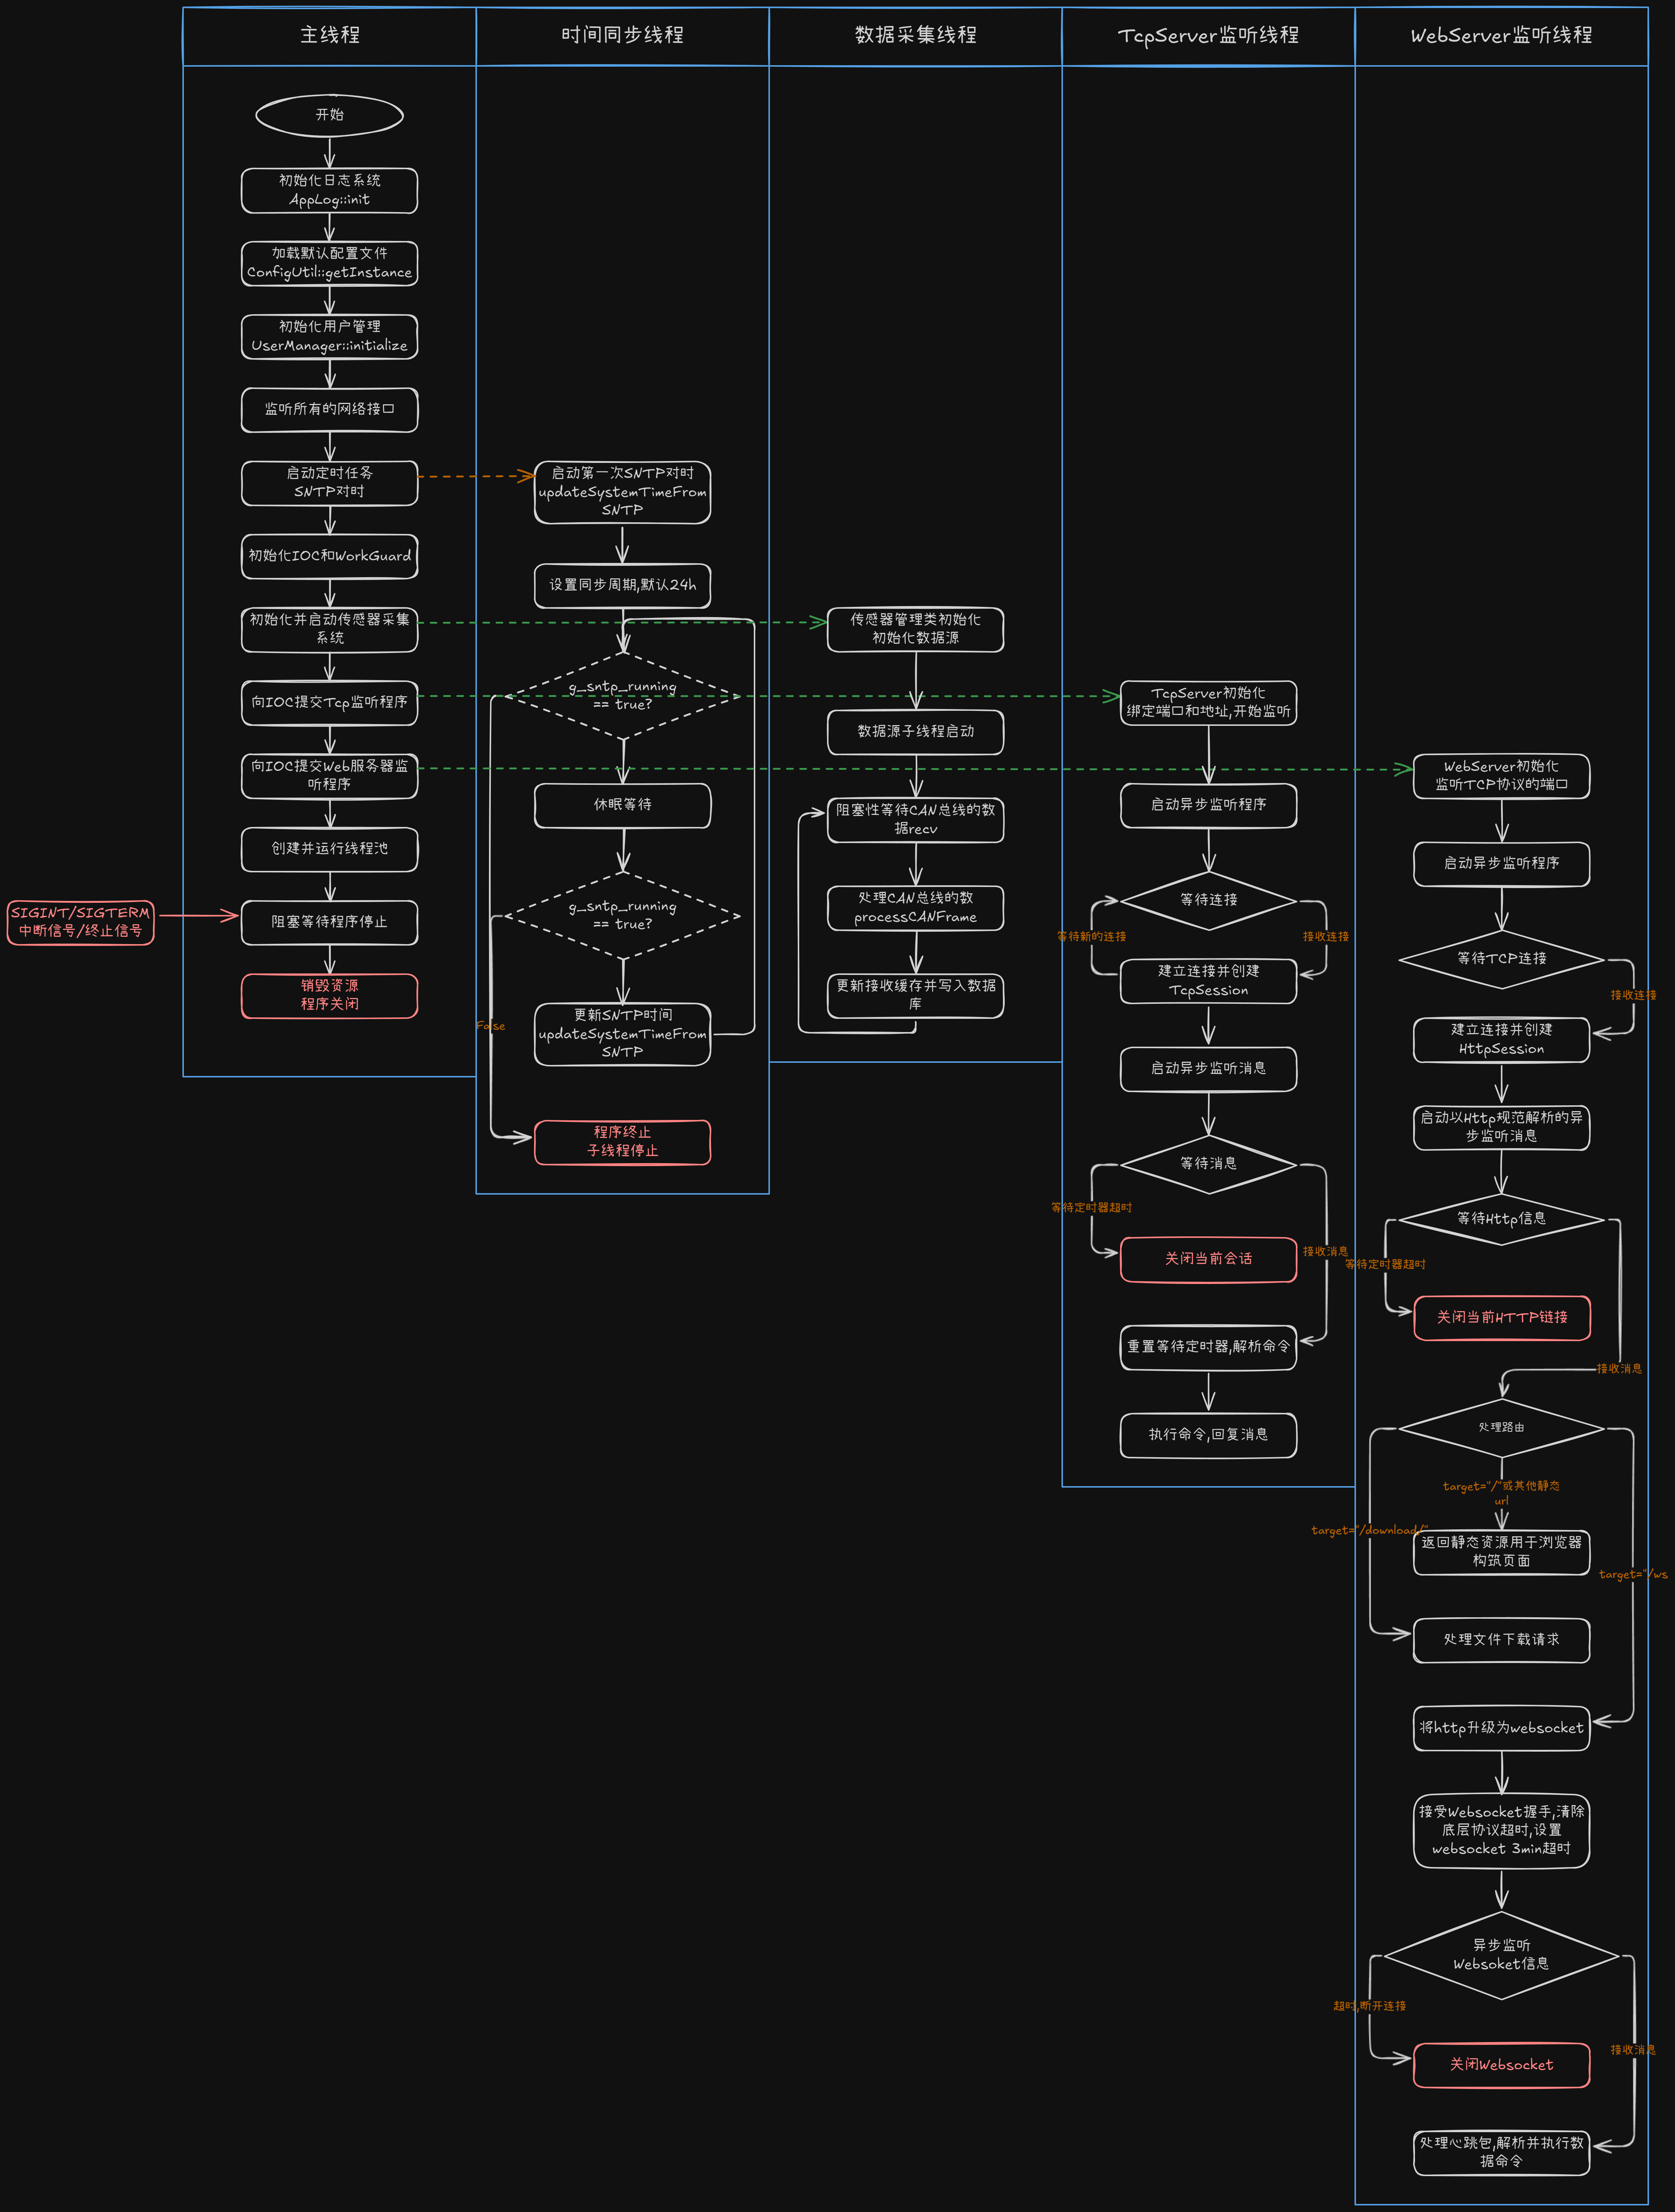 主线程
时间同步线程
数据采集线程
TcpServer监听线程
WebServer监听线程
开始
初始化日志系统
AppLog::init
加载默认配置文件
ConfigUtil::getInstance
初始化用户管理
UserManager::initialize
监听所有的网络接口
启动定时任务
SNTP对时
初始化IOC和WorkGuard
初始化并启动传感器采集
系统
向IOC提交Tcp监听程序
向IOC提交Web服务器监
听程序
创建并运行线程池
SIGINT/SIGTERM
中断信号/终止信号
阻塞等待程序停止
销毁资源
程序关闭
启动第一次SNTP对时
updateSystemTimeFrom
SNTP
设置同步周期,默认24h
g_sntp_running
== true?
休眠等待
g_sntp_running
== true?
False
更新SNTP时间
updateSystemTimeFrom
SNTP
程序终止
子线程停止
传感器管理类初始化
初始化数据源
数据源子线程启动
阻塞性等待CAN总线的数
据recv
处理CAN总线的数
processCANFrame
更新接收缓存并写入数据
库
TcpServer初始化
绑定端口和地址,开始监听
启动异步监听程序
等待连接
等待新的连接
接收连接
建立连接并创建
TcpSession
启动异步监听消息
等待消息
等待定时器超时
接收消息
关闭当前会话
重置等待定时器,解析命令
执行命令,回复消息
WebServer初始化
监听TCP协议的端口
启动异步监听程序
等待TCP连接
接收连接
建立连接并创建
HttpSession
启动以Http规范解析的异
步监听消息
等待Http信息
等待定时器超时
关闭当前HTTP链接
接收消息
处理路由
target="/"或其他静态
url
target="/download/"
返回静态资源用于浏览器
构筑页面
target="/ws
处理文件下载请求
将http升级为websocket
接受Websocket握手,清除
底层协议超时,设置
websocket 3min超时
异步监听
Websoket信息
超时,断开连接
接收消息
关闭Websocket
处理心跳包,解析并执行数
据命令